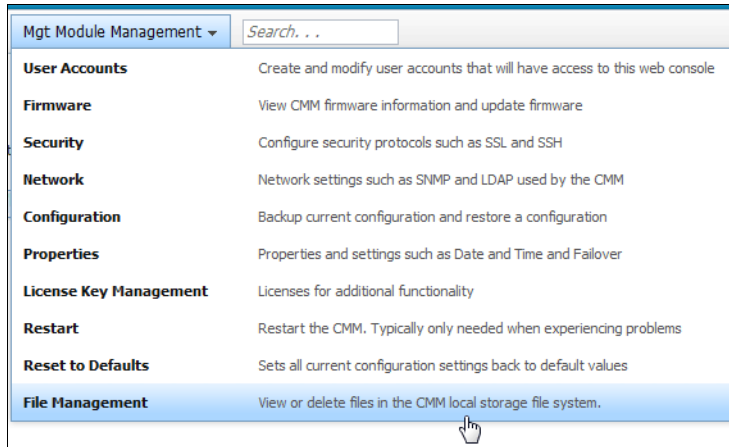 Mgt Module Management Search. . .
User Accounts Create and modify user accounts that will have access to this web console
Firmware View CMM firmware information and update firmware
Security Configure security protocols such as SSL and SSH
Network Network settings such as SNMP and LDAP used by the CMM
Configuration Backup current configuration and restore a configuration
Properties Properties and settings such as Date and Time and Failover
License Key Management Licenses for additional functionality
Restart Restart the CMM. Typically only needed when experiencing problems
Reset to Defaults Sets all current configuration settings back to default values
File Management View or delete files in the CMM local storage file system.